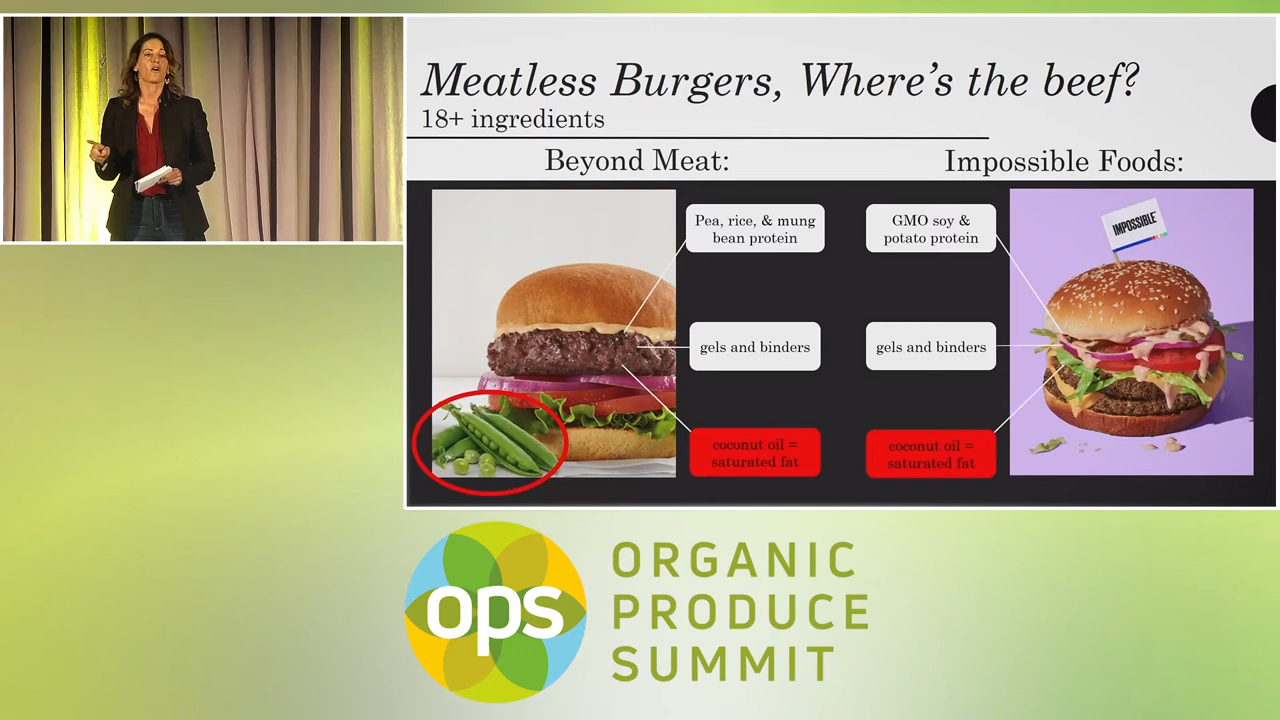 Meatless Burgers, Where's the beef?
18+ ingredients
Beyond Meat:
Impossible Foods:
Pea, rice, & mung
bean protein
GMO soy &
potato protein
IMPOSSIBLE
gels and binders
gels and binders
coconut oil =
saturated fat
coconut oil =
saturated fat
ops
ORGANIC
PRODUCE
SUMMIT